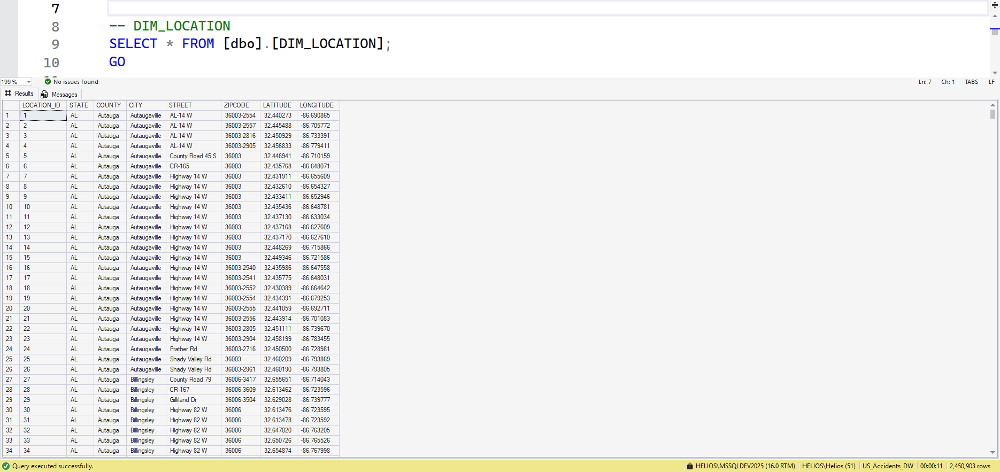 7
8 -- DIM_LOCATION
9 SELECT * FROM [dbo].[DIM_LOCATION];
10 GO
199 % No issues found Ln: 7 Ch: 1 TABS LF
Results Messages
LOCATION_ID STATE COUNTY CITY STREET ZIPCODE LATITUDE LONGITUDE
1 1 AL Autauga Autaugaville AL-14 W 36003-2554 32.440273 -86.690865
2 2 AL Autauga Autaugaville AL-14 W 36003-2557 32.445488 -86.705772
3 3 AL Autauga Autaugaville AL-14 W 36003-2816 32.450929 -86.733391
4 4 AL Autauga Autaugaville AL-14 W 36003-2905 32.456833 -86.779411
5 5 AL Autauga Autaugaville County Road 45 S 36003 32.446941 -86.710159
6 6 AL Autauga Autaugaville CR-165 36003 32.435768 -86.648071
7 7 AL Autauga Autaugaville Highway 14 W 36003 32.431911 -86.655609
8 8 AL Autauga Autaugaville Highway 14 W 36003 32.432610 -86.654327
9 9 AL Autauga Autaugaville Highway 14 W 36003 32.433411 -86.652946
10 10 AL Autauga Autaugaville Highway 14 W 36003 32.435436 -86.648781
11 11 AL Autauga Autaugaville Highway 14 W 36003 32.437130 -86.633034
12 12 AL Autauga Autaugaville Highway 14 W 36003 32.437168 -86.627609
13 13 AL Autauga Autaugaville Highway 14 W 36003 32.437170 -86.627610
14 14 AL Autauga Autaugaville Highway 14 W 36003 32.448269 -86.715866
15 15 AL Autauga Autaugaville Highway 14 W 36003 32.449346 -86.721586
16 16 AL Autauga Autaugaville Highway 14 W 36003-2540 32.435986 -86.647558
17 17 AL Autauga Autaugaville Highway 14 W 36003-2541 32.435775 -86.648031
18 18 AL Autauga Autaugaville Highway 14 W 36003-2552 32.430389 -86.664642
19 19 AL Autauga Autaugaville Highway 14 W 36003-2554 32.434391 -86.679253
20 20 AL Autauga Autaugaville Highway 14 W 36003-2555 32.441059 -86.692711
21 21 AL Autauga Autaugaville Highway 14 W 36003-2556 32.443914 -86.701083
22 22 AL Autauga Autaugaville Highway 14 W 36003-2805 32.451111 -86.739670
23 23 AL Autauga Autaugaville Highway 14 W 36003-2904 32.458199 -86.783455
24 24 AL Autauga Autaugaville Prather Rd 36003-2716 32.450500 -86.728981
25 25 AL Autauga Autaugaville Shady Valley Rd 36003 32.460209 -86.793869
26 26 AL Autauga Autaugaville Shady Valley Rd 36003-2961 32.460190 -86.793805
27 27 AL Autauga Billingsley County Road 79 36006-3417 32.655651 -86.714043
28 28 AL Autauga Billingsley CR-167 36006-3609 32.613462 -86.723596
29 29 AL Autauga Billingsley Gilliland Dr 36006-3504 32.629028 -86.739777
30 30 AL Autauga Billingsley Highway 82 W 36006 32.613476 -86.723595
31 31 AL Autauga Billingsley Highway 82 W 36006 32.613478 -86.723592
32 32 AL Autauga Billingsley Highway 82 W 36006 32.647020 -86.763205
33 33 AL Autauga Billingsley Highway 82 W 36006 32.650726 -86.765526
34 34 AL Autauga Billingsley Highway 82 W 36006 32.654874 -86.767998
Query executed successfully. HELIOS\MSSQLDEV2025 (16.0 RTM) HELIOS\Helios (51) US_Accidents_DW 00:00:11 2,450,903 rows